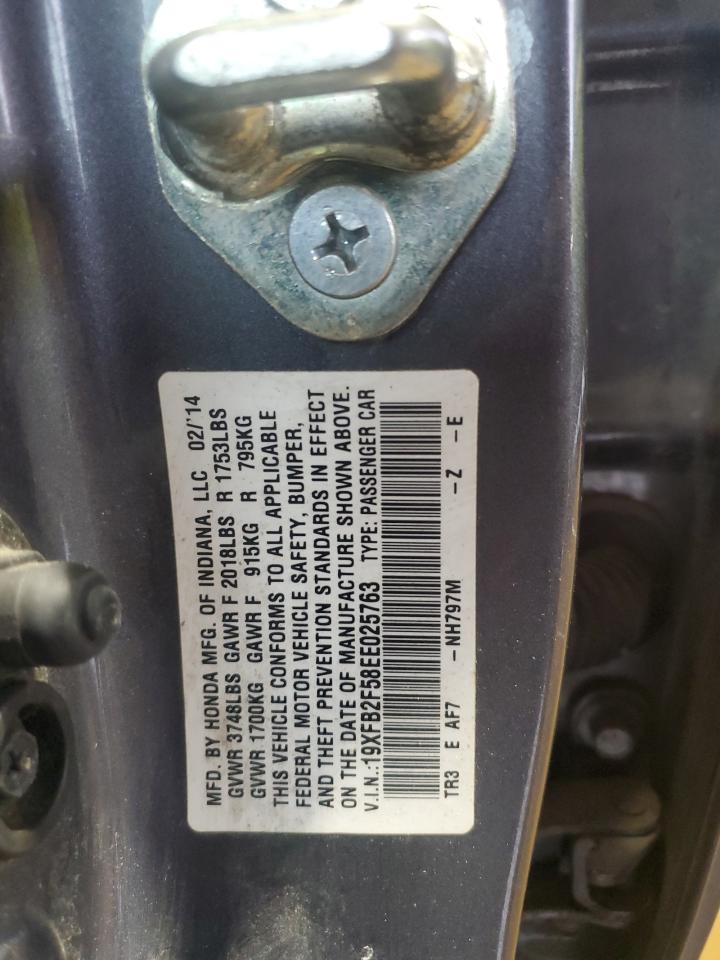 MFD. BY HONDA MFG. OF INDIANA, LLC 02/'14
GVWR 3748LBS GAWR F 2018LBS R 1753LBS
GVWR 1700KG GAWR F 915KG R 795KG
THIS VEHICLE CONFORMS TO ALL APPLICABLE
FEDERAL MOTOR VEHICLE SAFETY, BUMPER,
AND THEFT PREVENTION STANDARDS IN EFFECT
ON THE DATE OF MANUFACTURE SHOWN ABOVE.
V.I.N.:19XFB2F58EE025763 TYPE: PASSENGER CAR
TR3 E AF7 -NH797M -Z -E